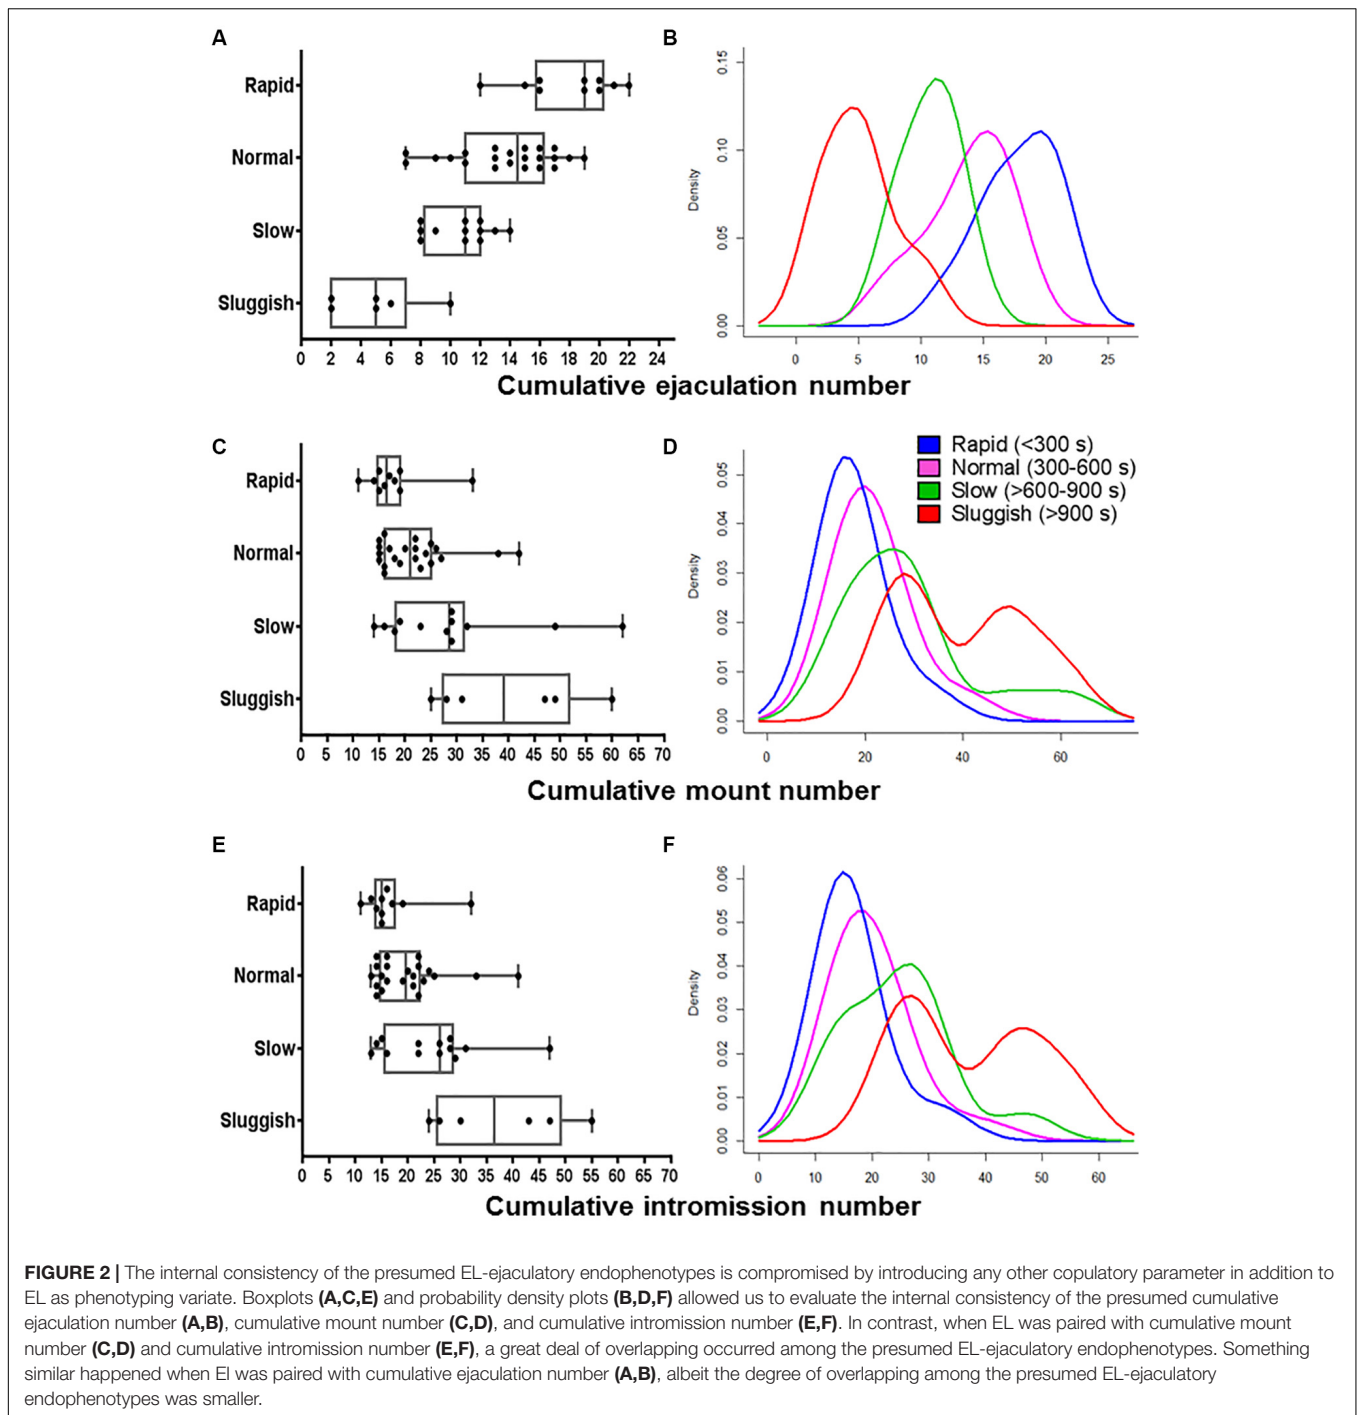 A
B
Rapid
Normal
Slow
Sluggish
0 2 4 6 8 10 12 14 16 18 20 22 24
Density
0.00 0.05 0.10 0.15
0 5 10 15 20 25
Cumulative ejaculation number
C
D
Rapid
Normal
Slow
Sluggish
0 5 10 15 20 25 30 35 40 45 50 55 60 65 70
Rapid (<300 s)
Normal (300-600 s)
Slow (>600-900 s)
Sluggish (>900 s)
Density
0.00 0.01 0.02 0.03 0.04 0.05
0 20 40 60
Cumulative mount number
E
F
Rapid
Normal
Slow
Sluggish
0 5 10 15 20 25 30 35 40 45 50 55 60 65 70
Density
0.00 0.01 0.02 0.03 0.04 0.05 0.06
0 10 20 30 40 50 60
Cumulative intromission number
FIGURE 2 | The internal consistency of the presumed EL-ejaculatory endophenotypes is compromised by introducing any other copulatory parameter in addition to
EL as phenotyping variate. Boxplots (A,C,E) and probability density plots (B,D,F) allowed us to evaluate the internal consistency of the presumed cumulative
ejaculation number (A,B), cumulative mount number (C,D), and cumulative intromission number (E,F). In contrast, when EL was paired with cumulative mount
number (C,D) and cumulative intromission number (E,F), a great deal of overlapping occurred among the presumed EL-ejaculatory endophenotypes. Something
similar happened when El was paired with cumulative ejaculation number (A,B), albeit the degree of overlapping among the presumed EL-ejaculatory
endophenotypes was smaller.